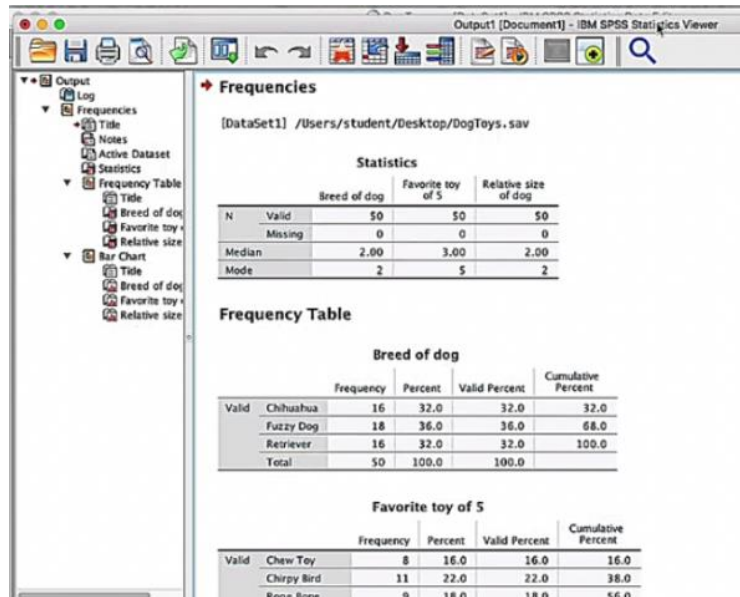 Output1 [Document1] - IBM SPSS Statistics Viewer
Output
Log
Frequencies
Title
Notes
Active Dataset
Statistics
Frequency Table
Title
Breed of dog
Favorite toy
Relative size
Bar Chart
Title
Breed of dog
Favorite toy
Relative size
Frequencies
[DataSet1] /Users/student/Desktop/DogToys.sav
Statistics
Breed of dog Favorite toy of 5 Relative size of dog
N Valid 50 50 50
Missing 0 0 0
Median 2.00 3.00 2.00
Mode 2 5 2
Frequency Table
Breed of dog
Frequency Percent Valid Percent Cumulative Percent
Valid Chihuahua 16 32.0 32.0 32.0
Fuzzy Dog 18 36.0 36.0 68.0
Retriever 16 32.0 32.0 100.0
Total 50 100.0 100.0
Favorite toy of 5
Frequency Percent Valid Percent Cumulative Percent
Valid Chew Toy 8 16.0 16.0 16.0
Chirpy Bird 11 22.0 22.0 38.0
9 18.0 18.0 56.0